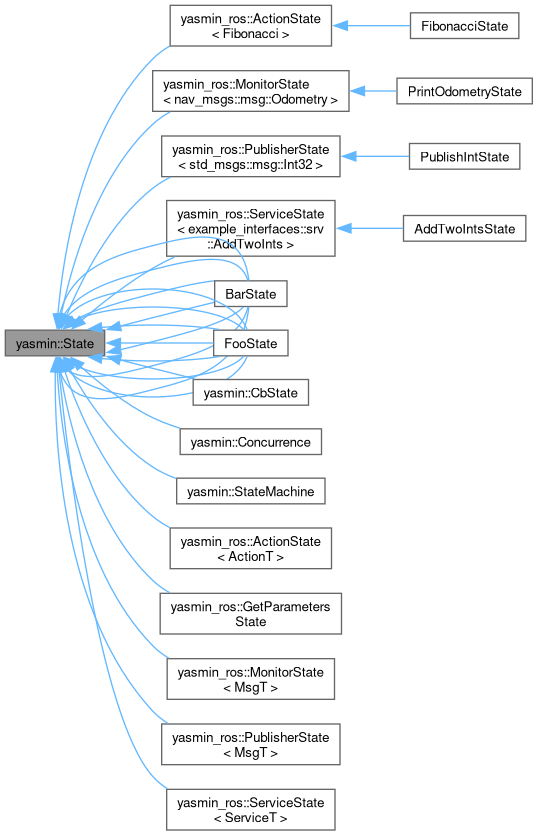 yasmin_ros::ActionState
< Fibonacci >
FibonacciState
yasmin_ros::MonitorState
< nav_msgs::msg::Odometry >
PrintOdometryState
yasmin_ros::PublisherState
< std_msgs::msg::Int32 >
PublishIntState
yasmin_ros::ServiceState
< example_interfaces::srv
::AddTwoInts >
AddTwoIntsState
BarState
yasmin::State
FooState
yasmin::CbState
yasmin::Concurrence
yasmin::StateMachine
yasmin_ros::ActionState
< ActionT >
yasmin_ros::GetParameters
State
yasmin_ros::MonitorState
< MsgT >
yasmin_ros::PublisherState
< MsgT >
yasmin_ros::ServiceState
< ServiceT >